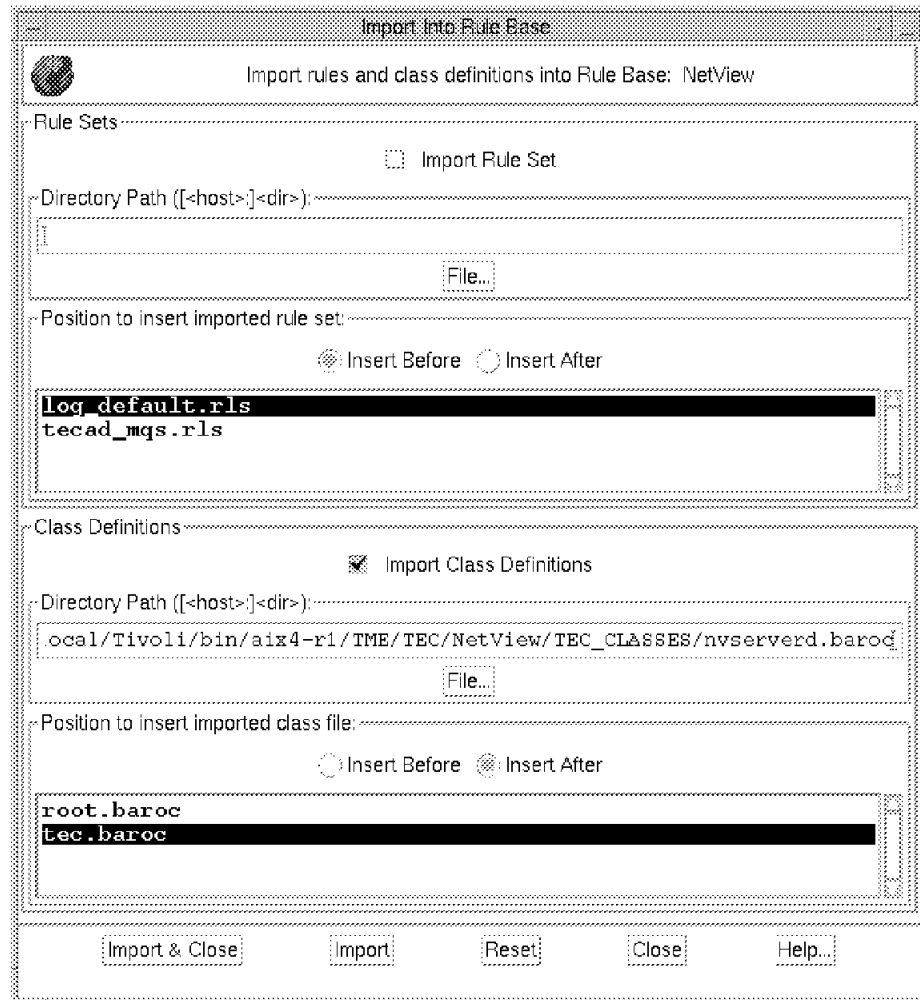 Import Into Rule Base
Import rules and class definitions into Rule Base: NetView
Rule Sets
Import Rule Set
Directory Path ([<host>:]<dir>):
File...
Position to insert imported rule set:
Insert Before Insert After
log_default.rls
tecad_mqs.rls
Class Definitions
Import Class Definitions
Directory Path ([<host>:]<dir>):
ocal/Tivoli/bin/aix4-r1/TME/TEC/NetView/TEC_CLASSES/nvserverd.baroc
File...
Position to insert imported class file:
Insert Before Insert After
root.baroc
tec.baroc
Import & Close Import Reset Close Help...